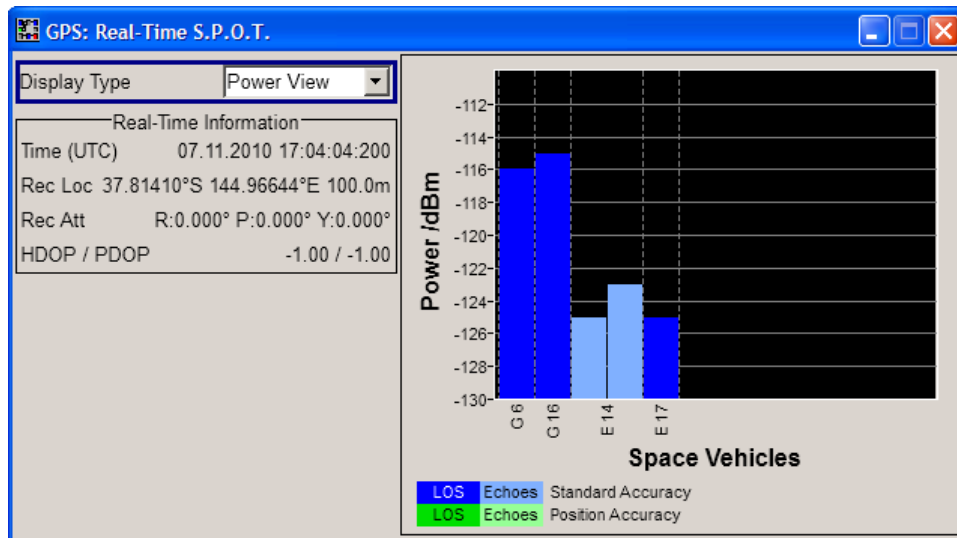 GPS: Real-Time S.P.O.T.
Display Type Power View
Real-Time Information
Time (UTC) 07.11.2010 17:04:04:200
Rec Loc 37.81410°S 144.96644°E 100.0m
Rec Att R:0.000° P:0.000° Y:0.000°
HDOP / PDOP -1.00 / -1.00
Power /dBm
-112
-114
-116
-118
-120
-122
-124
-126
-128
-130
G 6
G 16
E 14
E 17
Space Vehicles
LOS Echoes Standard Accuracy
LOS Echoes Position Accuracy